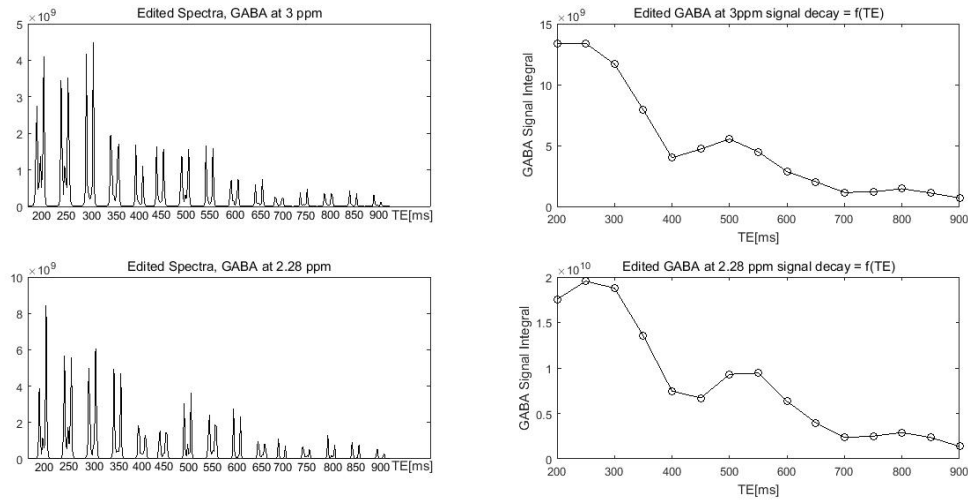 Edited Spectra, GABA at 3 ppm
×10⁹
5
4
3
2
1
0
200 250 300 350 400 450 500 550 600 650 700 750 800 850 900 TE[ms]
Edited GABA at 3ppm signal decay = f(TE)
×10⁹
15
10
5
0
GABA Signal Integral
200 300 400 500 600 700 800 900
TE[ms]
Edited Spectra, GABA at 2.28 ppm
×10⁹
10
8
6
4
2
0
200 250 300 350 400 450 500 550 600 650 700 750 800 850 900 TE[ms]
Edited GABA at 2.28 ppm signal decay = f(TE)
×10¹⁰
2
1.5
1
0.5
0
GABA Signal Integral
200 300 400 500 600 700 800 900
TE[ms]